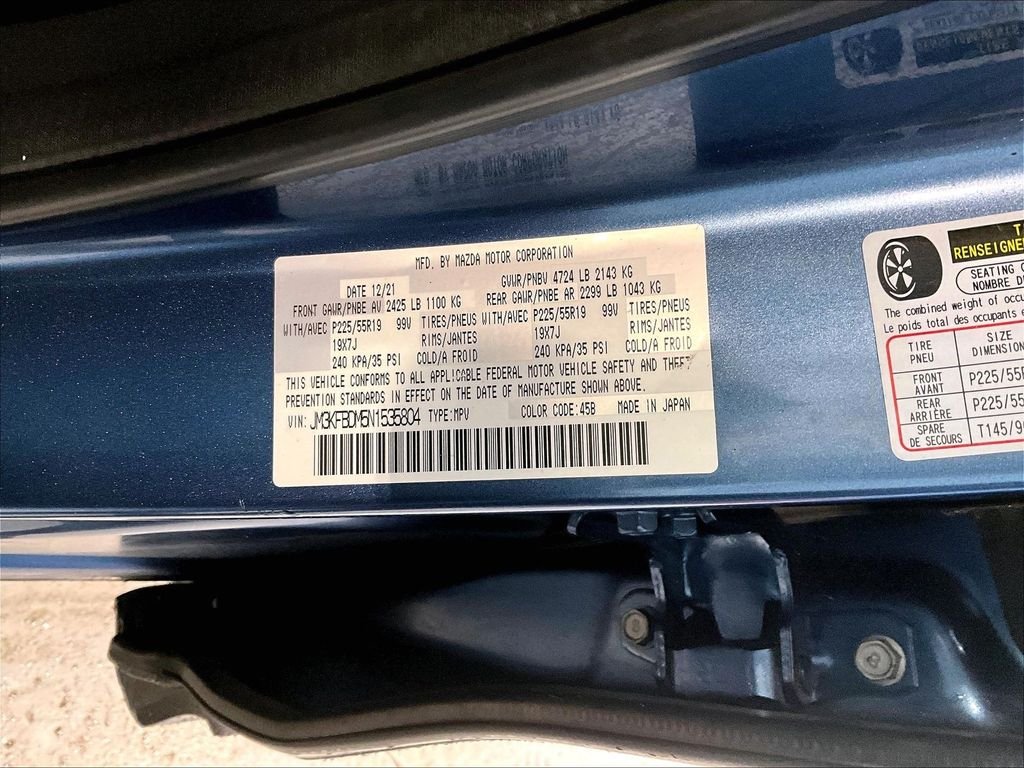 MFD. BY MAZDA MOTOR CORPORATION
DATE 12/21 GVWR/PNBV 4724 LB 2143 KG
FRONT GAWR/PNBE AV 2425 LB 1100 KG REAR GAWR/PNBE AR 2299 LB 1043 KG
WITH/AVEC P225/55R19 99V TIRES/PNEUS WITH/AVEC P225/55R19 99V TIRES/PNEUS
19X7J RIMS/JANTES 19X7J RIMS/JANTES
240 KPA/35 PSI COLD/A FROID 240 KPA/35 PSI COLD/A FROID
THIS VEHICLE CONFORMS TO ALL APPLICABLE FEDERAL MOTOR VEHICLE SAFETY AND THEFT
PREVENTION STANDARDS IN EFFECT ON THE DATE OF MANUFACTURE SHOWN ABOVE.
VIN: JM3KFBDM5N1535804 TYPE:MPV COLOR CODE:45B MADE IN JAPAN
RENSEIGNE
SEATING
NOMBRE
The combined weight of
Le poids total des occupants
TIRE SIZE
PNEU DIMENSION
FRONT
AVANT P225/55
REAR
ARRIÈRE P225/55
SPARE
DE SECOURS T145/9